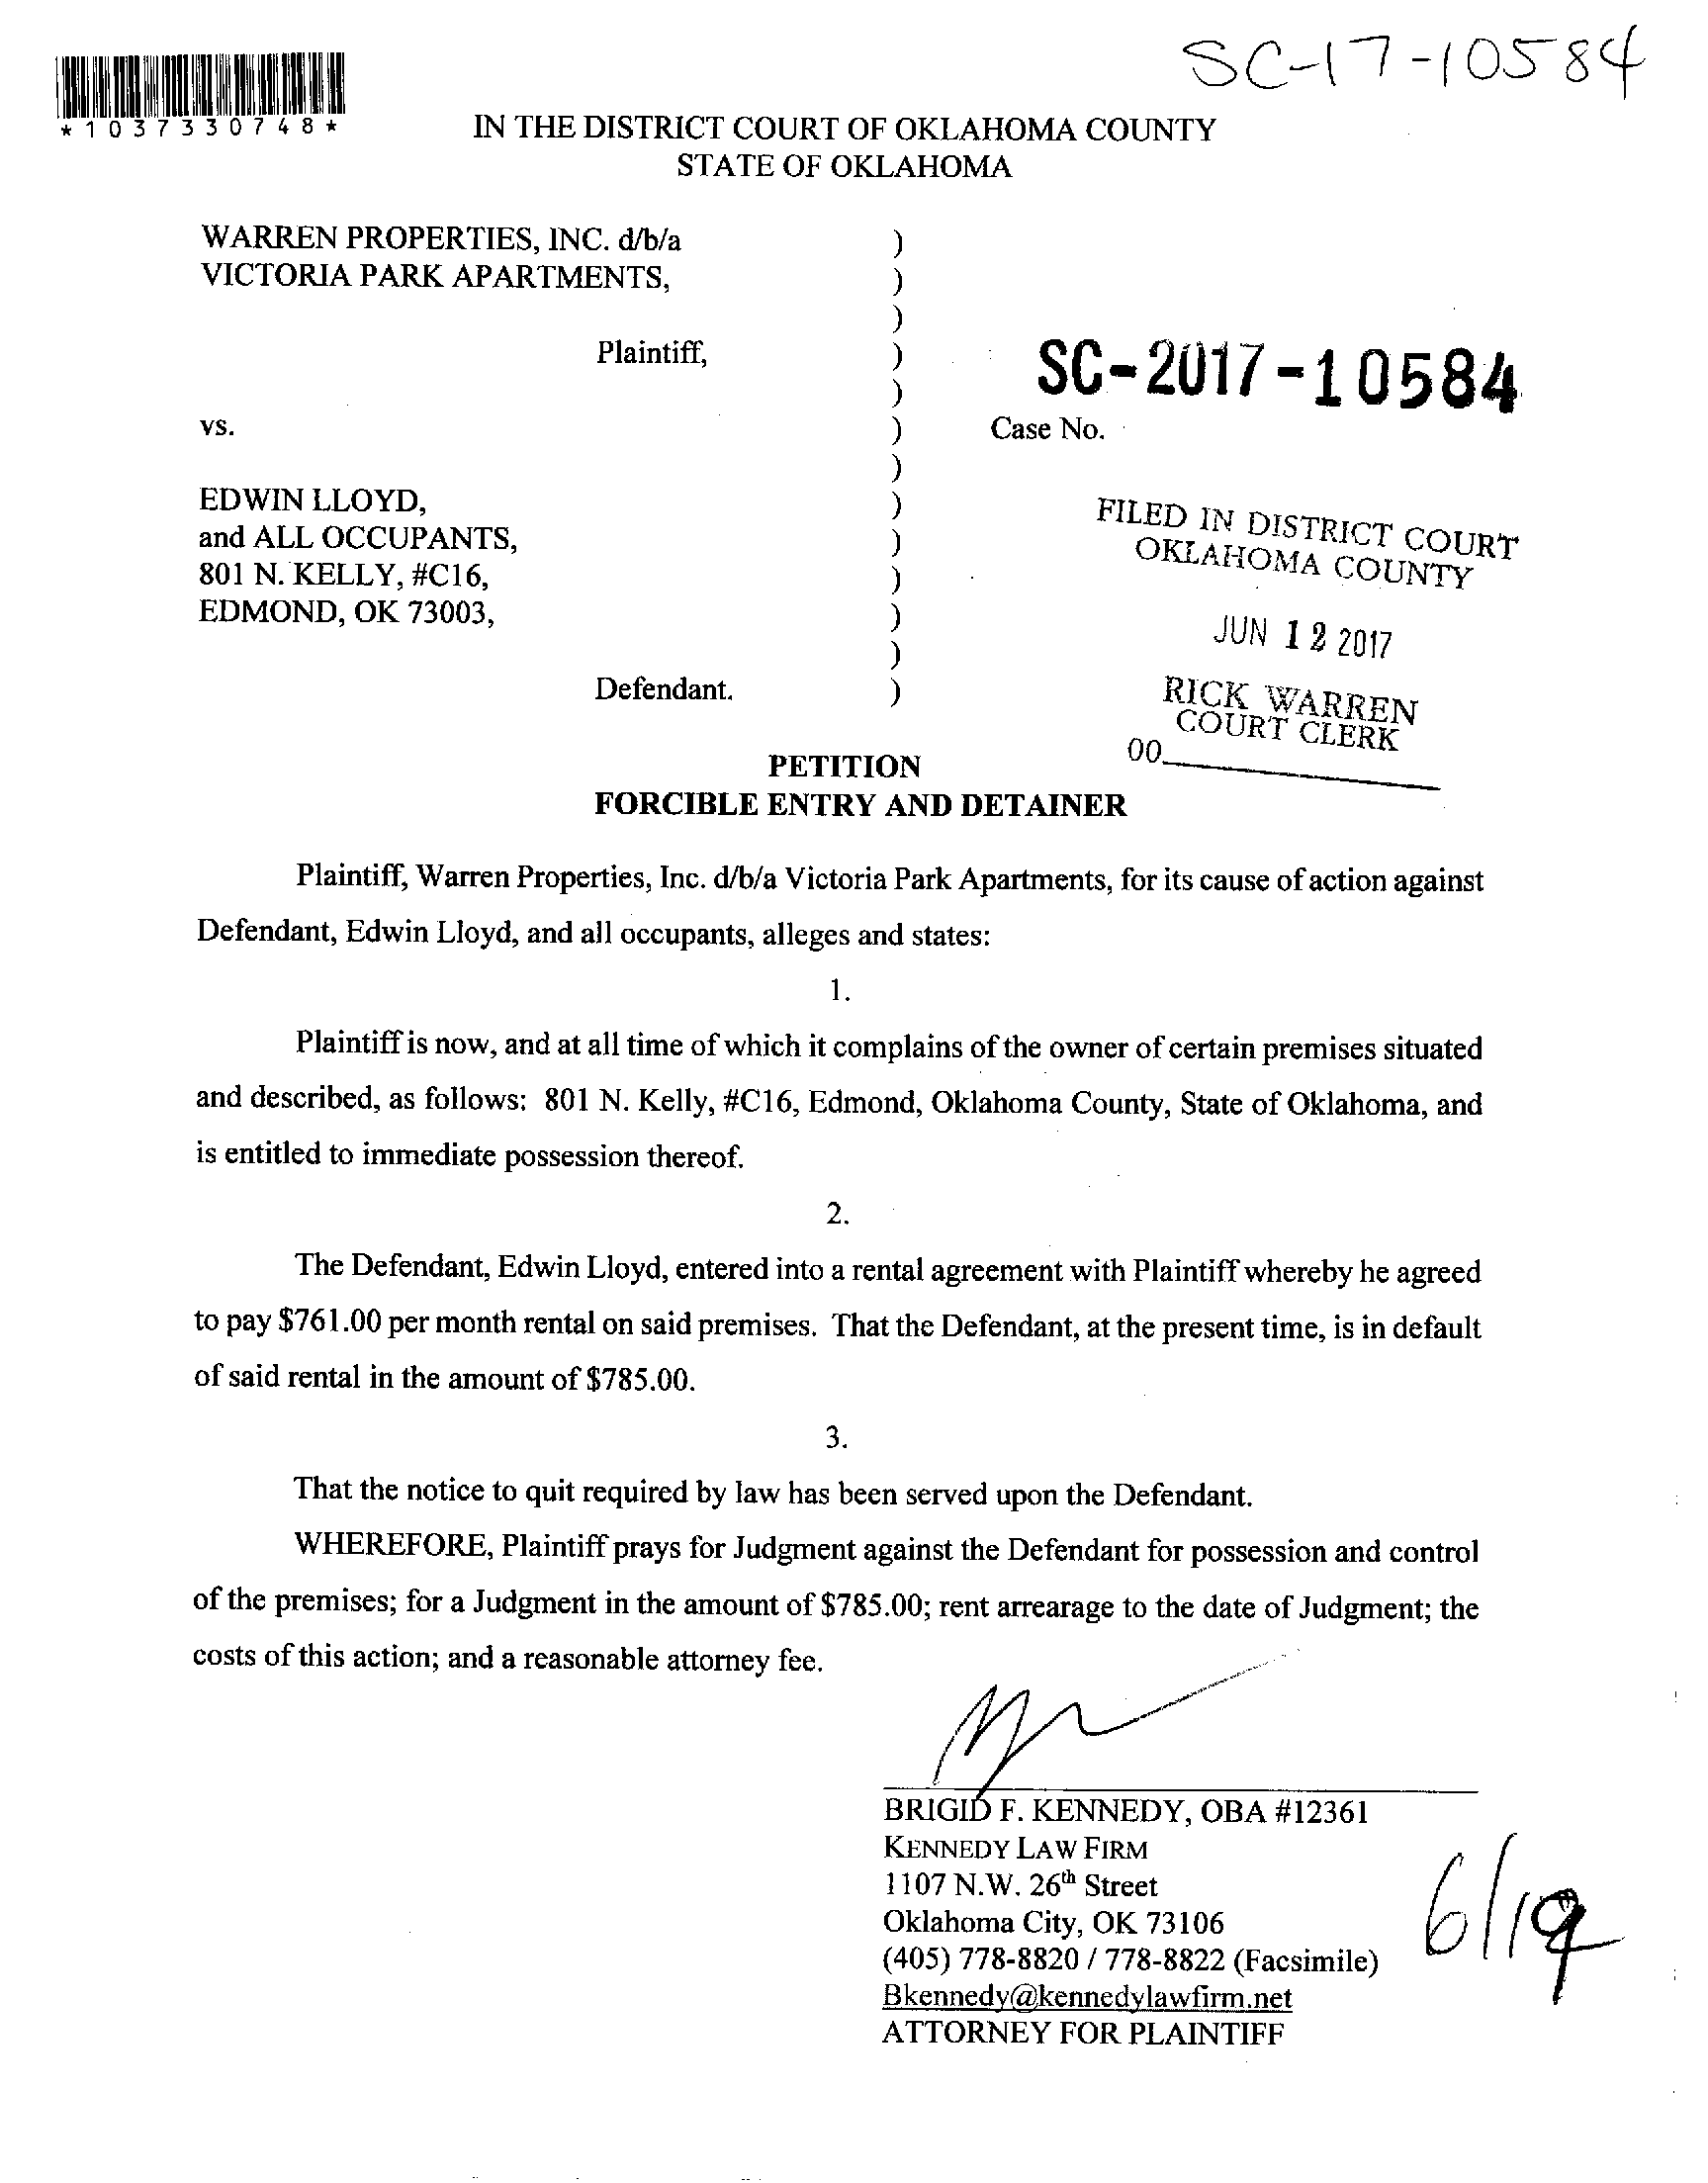 SC-17-10584
*1037330748*
IN THE DISTRICT COURT OF OKLAHOMA COUNTY
STATE OF OKLAHOMA
WARREN PROPERTIES, INC. d/b/a )
VICTORIA PARK APARTMENTS, )
)
Plaintiff, )
SC-2017-10584
)
vs. ) Case No.
)
EDWIN LLOYD, )
and ALL OCCUPANTS, )
801 N. KELLY, #C16, )
EDMOND, OK 73003, )
)
Defendant. )
FILED IN DISTRICT COURT
OKLAHOMA COUNTY
JUN 12 2017
RICK WARREN
COURT CLERK
00
PETITION
FORCIBLE ENTRY AND DETAINER
Plaintiff, Warren Properties, Inc. d/b/a Victoria Park Apartments, for its cause of action against
Defendant, Edwin Lloyd, and all occupants, alleges and states:
1.
Plaintiff is now, and at all time of which it complains of the owner of certain premises situated
and described, as follows: 801 N. Kelly, #C16, Edmond, Oklahoma County, State of Oklahoma, and
is entitled to immediate possession thereof.
2.
The Defendant, Edwin Lloyd, entered into a rental agreement with Plaintiff whereby he agreed
to pay $761.00 per month rental on said premises. That the Defendant, at the present time, is in default
of said rental in the amount of $785.00.
3.
That the notice to quit required by law has been served upon the Defendant.
WHEREFORE, Plaintiff prays for Judgment against the Defendant for possession and control
of the premises; for a Judgment in the amount of $785.00; rent arrearage to the date of Judgment; the
costs of this action; and a reasonable attorney fee.
BRIGID F. KENNEDY, OBA #12361
KENNEDY LAW FIRM
1107 N.W. 26th Street
Oklahoma City, OK 73106
(405) 778-8820 / 778-8822 (Facsimile)
Bkennedy@kennedylawfirm.net
ATTORNEY FOR PLAINTIFF